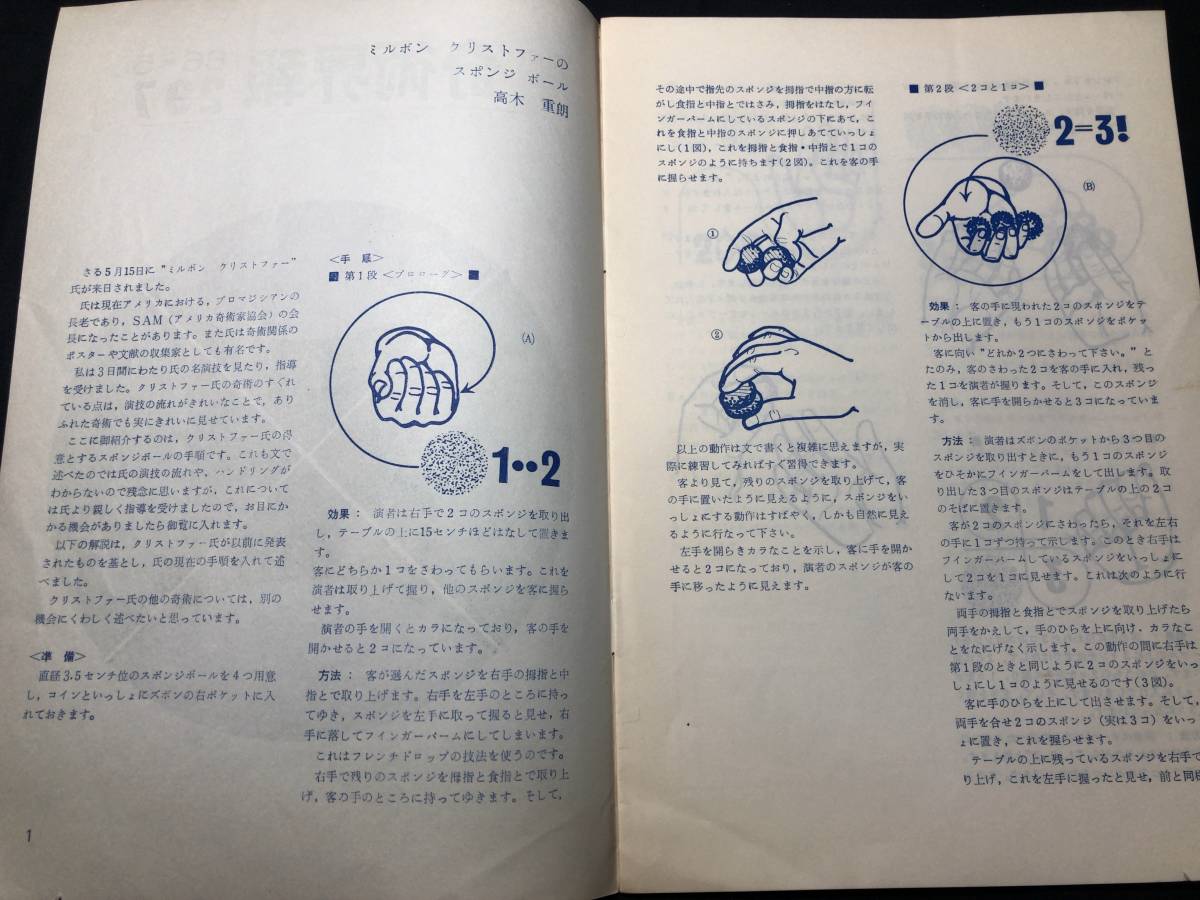 ミルボン クリストファーの
スポンジ ボール
高木 重朗
さる5月15日に“ミルボン クリストファー”
氏が来日されました。
氏は現在アメリカにおける，プロマジシアンの
長老であり，SAM（アメリカ奇術家協会）の会
長になったことがあります。また氏は奇術関係の
ポスターや文献の収集家としても有名です。
私は3日間にわたり氏の名演技を見たり，指導
を受けました。クリストファー氏の奇術のすぐれ
ている点は，演技の流れがきれいなことで，あり
ふれた奇術でも実にきれいに見せています。
ここに御紹介するのは，クリストファー氏の得
意とするスポンジボールの手順です。これも文で
述べたのでは氏の演技の流れや，ハンドリングが
わからないので残念に思いますが，これについて
は氏より親しく指導を受けましたので，お目にか
かる機会がありましたら御覧に入れます。
以下の解説は，クリストファー氏が以前に発表
されたものを基とし，氏の現在の手順を入れて述
べました。
クリストファー氏の他の奇術については，別の
機会にくわしく述べたいと想っています。
＜準 備＞
直径3.5センチ位のスポンジボールを4つ用意
し，コインといっしょにズボンの右ポケットに入
れておきます。
1
＜手 順＞
■ 第1段 ＜プロローグ＞ ■
(A)
1••2
効果： 演者は右手で2コのスポンジを取り出
し，テーブルの上に15センチほどはなして置きま
す。
客にどちらか1コをさわってもらいます。これを
演者は取り上げて握り，他のスポンジを客に握ら
せます。
演者の手を開くとカラになっており，客の手を
開かせると2コになっています。
方法： 客が選んだスポンジを右手の拇指と中
指とで取り上げます。右手を左手のところに持っ
てゆき，スポンジを左手に取って握ると見せ，右
手に落してフィンガーパームにしてしまいます。
これはフレンチドロップの技法を使うのです。
右手で残りのスポンジを拇指と食指とで取り上
げ，客の手のところに持ってゆきます。そして，
その途中で指先のスポンジを拇指で中指の方に転
がし食指と中指とではさみ，拇指をはなし，フイ
ンガーパームにしているスポンジの下にあて，こ
れを食指と中指のスポンジに押しあてていっしょ
にし(1図)，これを拇指と食指・中指とで1コの
スポンジのように持ちます(2図)。これを客の手
に握らせます。
①
②
以上の動作は文で書くと複雑に思えますが，実
際に練習してみればすぐ習得できます。
客より見て，残りのスポンジを取り上げて，客
の手に置いたように見えるように，スポンジをい
っしょにする動作はすばやく，しかも自然に見え
るように行なって下さい。
左手を開らきカラなことを示し，客に手を開か
せると2コになっており，演者のスポンジが客の
手に移ったように見えます。
■ 第2段 ＜2コと1コ＞ ■
2=3!
(B)
効果： 客の手に現われた2コのスポンジをテ
ーブルの上に置き，もう1コのスポンジをポケッ
トから出します。
客に向い“どれか2つにさわって下さい。”と
たのみ，客のさわった2コを客の手に入れ，残っ
た1コを演者が握ります。そして，このスポンジ
を消し，客に手を開らかせると3コになっていま
す。
方法： 演者はズボンのポケットから3つ目の
スポンジを取り出すときに，もう1コのスポンジ
をひそかにフィンガーパームをして出します。取
り出した3つ目のスポンジはテーブルの上の2コ
のそばに置きます。
客が2コのスポンジにさわったら，それを左右
の手に1コずつ持って示します。このとき右手は
フィンガーパームしているスポンジをいっしょに
して2コを1コに見せます。これは次のように行
ないます。
両手の拇指と食指とでスポンジを取り上げたら
両手をかえして，手のひらを上に向け，カラなこ
とをなにげなく示します。この動作の間に右手は
第1段のときと同じように2コのスポンジをいっ
しょにし1コのように見せるのです(3図)。
客に手のひらを上にして出させます。そして，
両手を合せ2コのスポンジ（実は3コ）をいっし
ょに置き，これを握らせます。
テーブルの上に残っているスポンジを右手で
り上げ，これを左手に握ったと見せ，前と同様